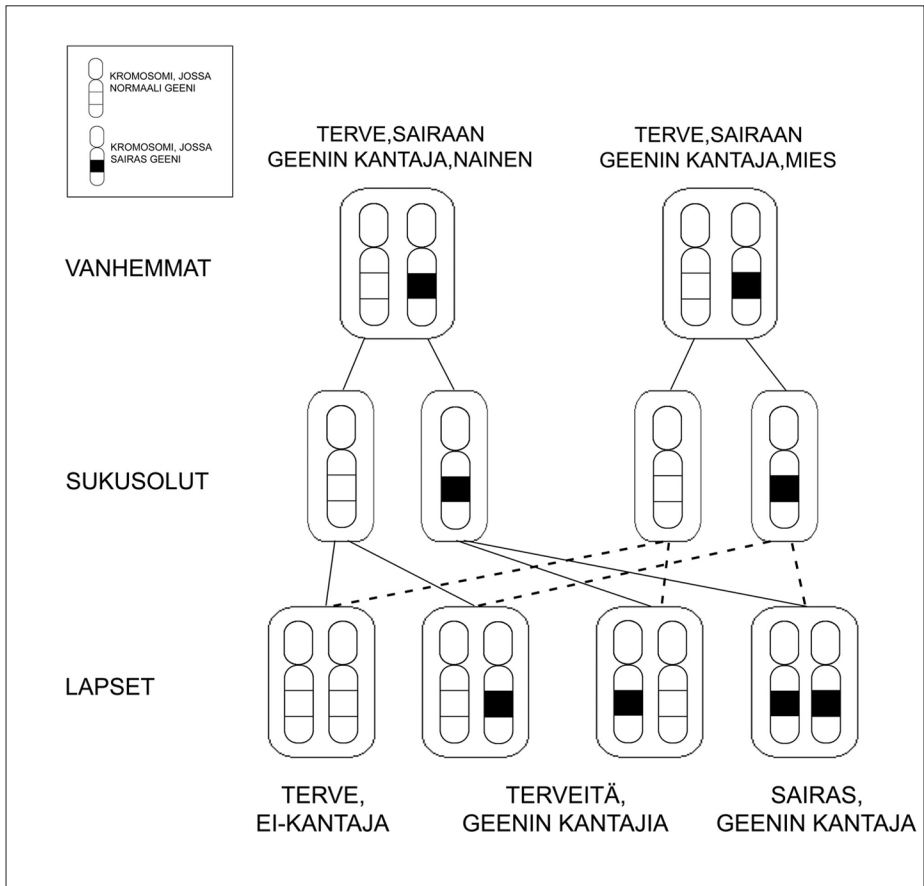 KROMOSOMI, JOSSA
NORMAALI GEENI
KROMOSOMI, JOSSA
SAIRAS GEENI
TERVE,SAIRAAN
GEENIN KANTAJA,NAINEN
TERVE,SAIRAAN
GEENIN KANTAJA,MIES
VANHEMMAT
SUKUSOLUT
LAPSET
TERVE,
EI-KANTAJA
TERVEITÄ,
GEENIN KANTAJIA
SAIRAS,
GEENIN KANTAJA